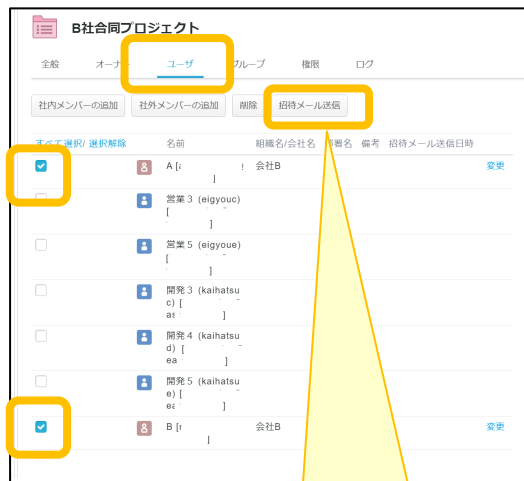 B社合同プロジェクト
全般 オーナー ユーザ グループ 権限 ログ
社内メンバーの追加 社外メンバーの追加 削除 招待メール送信
すべて選択/ 選択解除 名前 組織名/会社名 部署名 備考 招待メール送信日時
A [ 会社B 変更
]
営業３ (eigyouc)
[
]
営業５ (eigyoue)
[
]
開発３ (kaihatsu
c) [
]
開発４ (kaihatsu
d) [
]
開発５ (kaihatsu
e) [
]
B [ 会社B 変更
]